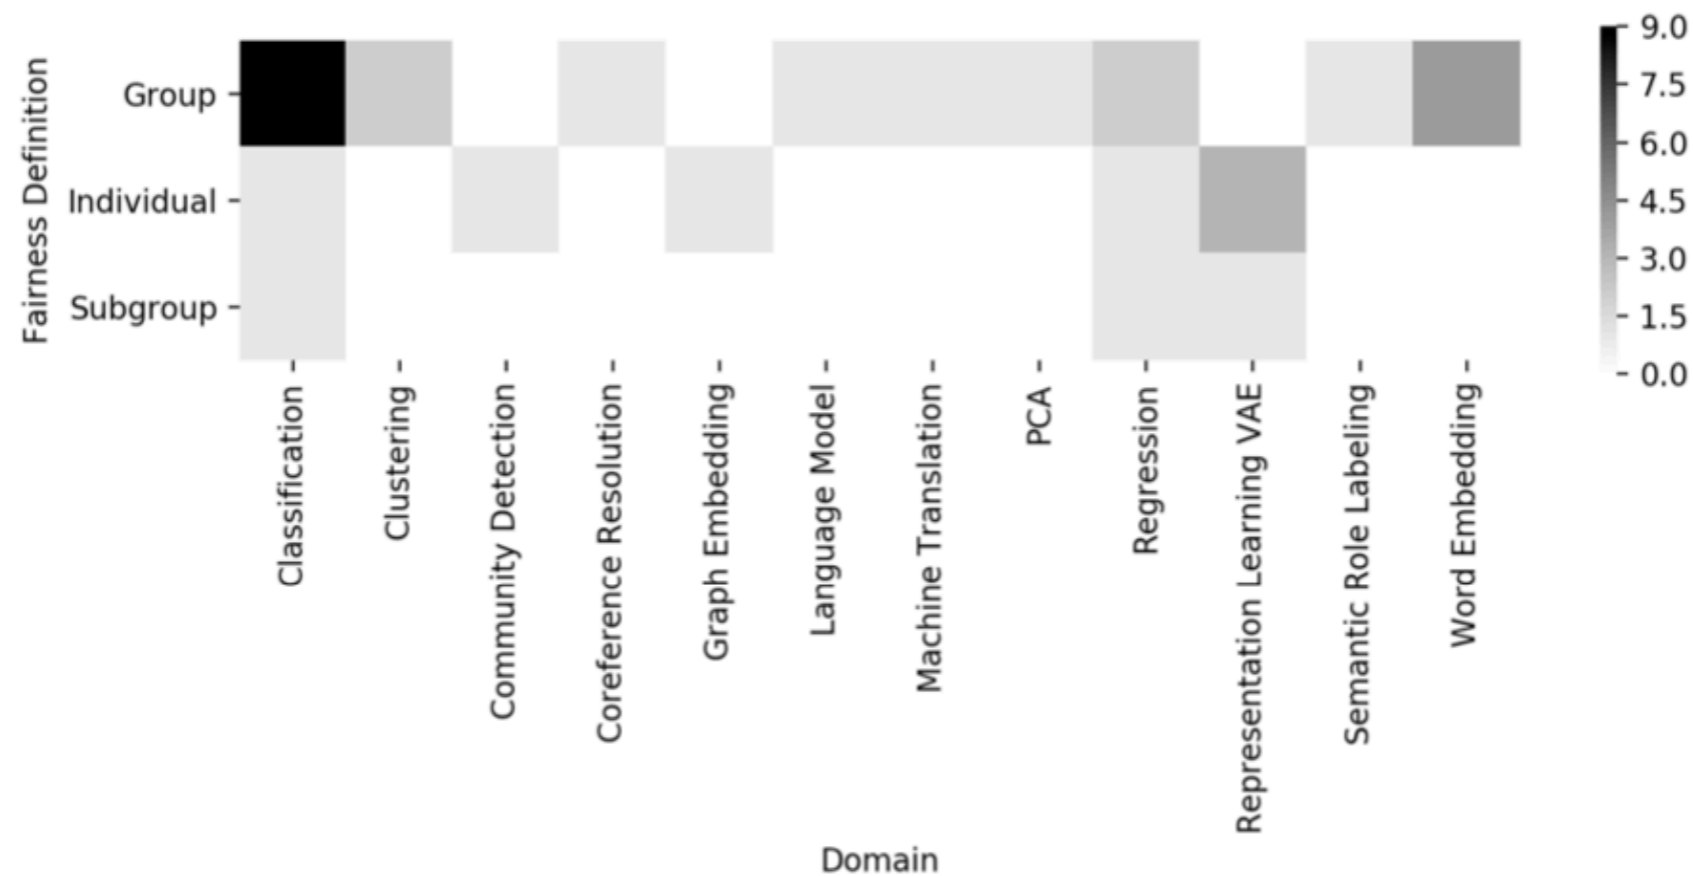 Fairness Definition
Group
Individual
Subgroup
Classification
Clustering
Community Detection
Coreference Resolution
Graph Embedding
Language Model
Machine Translation
PCA
Regression
Representation Learning VAE
Semantic Role Labeling
Word Embedding
Domain
9.0
7.5
6.0
4.5
3.0
1.5
0.0